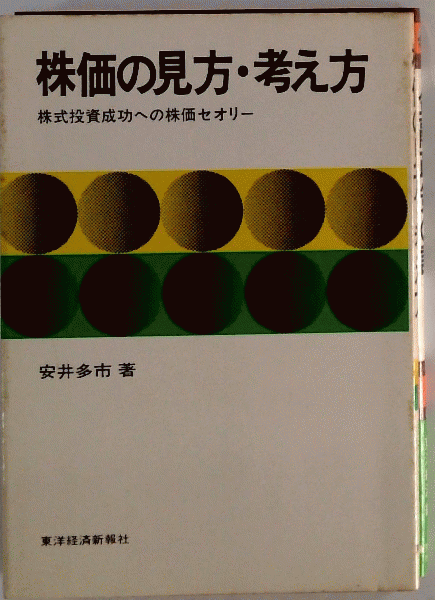 株価の見方・考え方
株式投資成功への株価セオリー
安井多市 著
東洋経済新報社